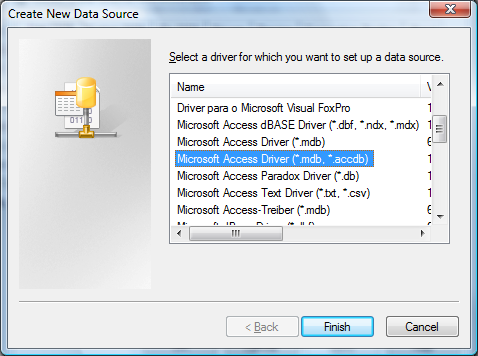 Create New Data Source
Select a driver for which you want to set up a data source.
Name
Driver para o Microsoft Visual FoxPro 1
Microsoft Access dBASE Driver (*.dbf, *.ndx, *.mdx) 1
Microsoft Access Driver (*.mdb) 6
Microsoft Access Driver (*.mdb, *.accdb) 1
Microsoft Access Paradox Driver (*.db) 1
Microsoft Access Text Driver (*.txt, *.csv) 1
Microsoft Access-Treiber (*.mdb) 6
< Back Finish Cancel